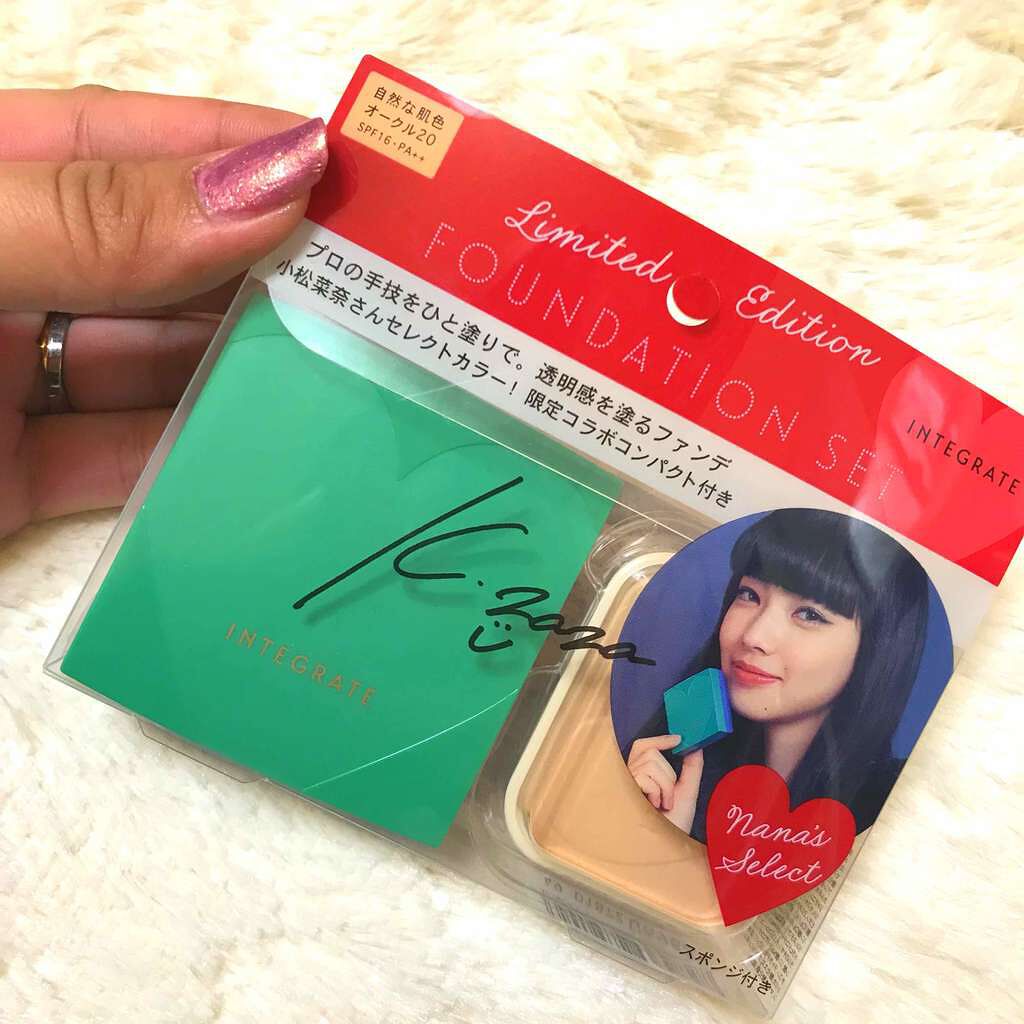 自然な肌色
オークル20
SPF16・PA++
Limited Edition
FOUNDATION SET
プロの手技をひと塗りで。透明感を塗るファンデ
小松菜奈さんセレクトカラー！限定コラボコンパクト付き
INTEGRATE
K.nana
INTEGRATE
Nana's
Select
スポンジ付き